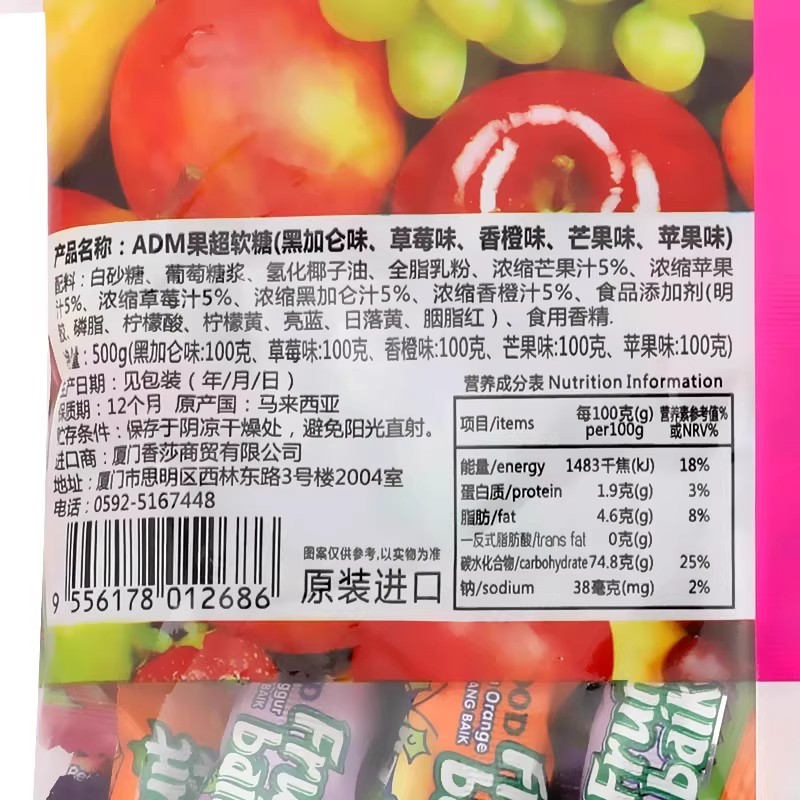 产品名称：ADM果超软糖(黑加仑味、草莓味、香橙味、芒果味、苹果味)
配料：白砂糖、葡萄糖浆、氢化椰子油、全脂乳粉、浓缩芒果汁5%、浓缩苹果
汁5%、浓缩草莓汁5%、浓缩黑加仑汁5%、浓缩香橙汁5%、食品添加剂(明
胶、磷脂、柠檬酸、柠檬黄、亮蓝、日落黄、胭脂红）、食用香精.
净含量：500g(黑加仑味:100克、草莓味:100克、香橙味:100克、芒果味:100克、苹果味:100克)
生产日期：见包装（年/月/日）
保质期：12个月 原产国：马来西亚
贮存条件：保存于阴凉干燥处，避免阳光直射。
进口商：厦门香莎商贸有限公司
地址：厦门市思明区西林东路3号楼2004室
电话：0592-5167448
9 556178 012686
图案仅供参考,以实物为准
原装进口
营养成分表 Nutrition Information
项目/items 每100克(g) per100g 营养素参考值% 或NRV%
能量/energy 1483千焦(kJ) 18%
蛋白质/protein 1.9克(g) 3%
脂肪/fat 4.6克(g) 8%
一反式脂肪酸/trans fat 0克(g)
碳水化合物/carbohydrate 74.8克(g) 25%
钠/sodium 38毫克(mg) 2%
BAIK
Orange
ANG BAIK